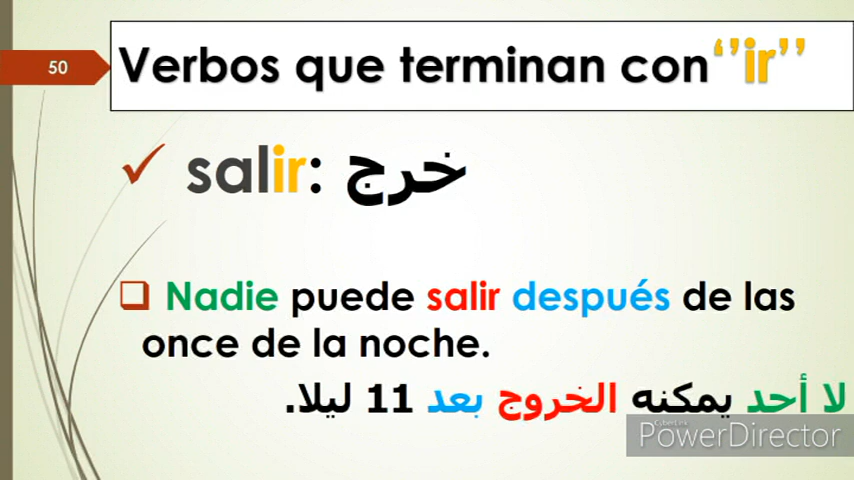 50
Verbos que terminan con‘’ir’’
✓ salir: خرج
❑ Nadie puede salir después de las
once de la noche.
لا أحد يمكنه الخروج بعد 11 ليلا.
CyberLink
PowerDirector